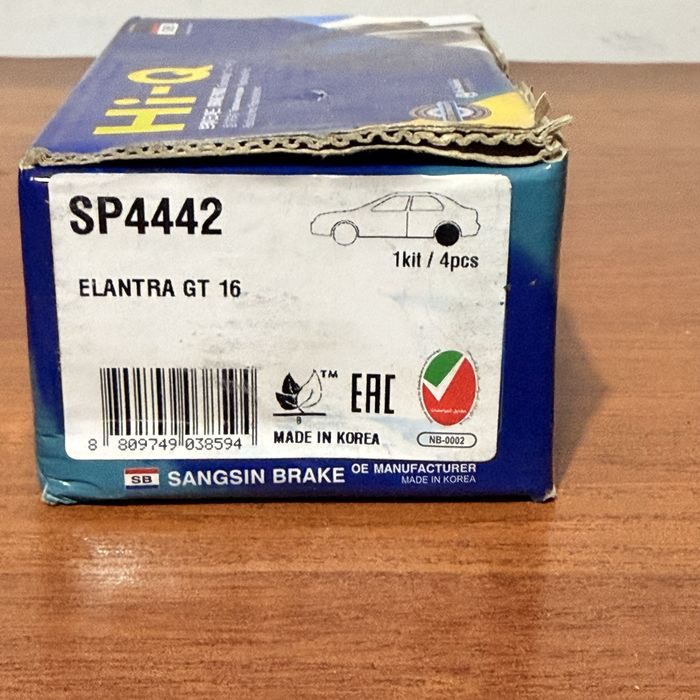 Hi-Q
SP4442
1kit / 4pcs
ELANTRA GT 16
TM
EAC
B
8 809749 038594
MADE IN KOREA
NB-0002
SB SANGSIN BRAKE OE MANUFACTURER
MADE IN KOREA